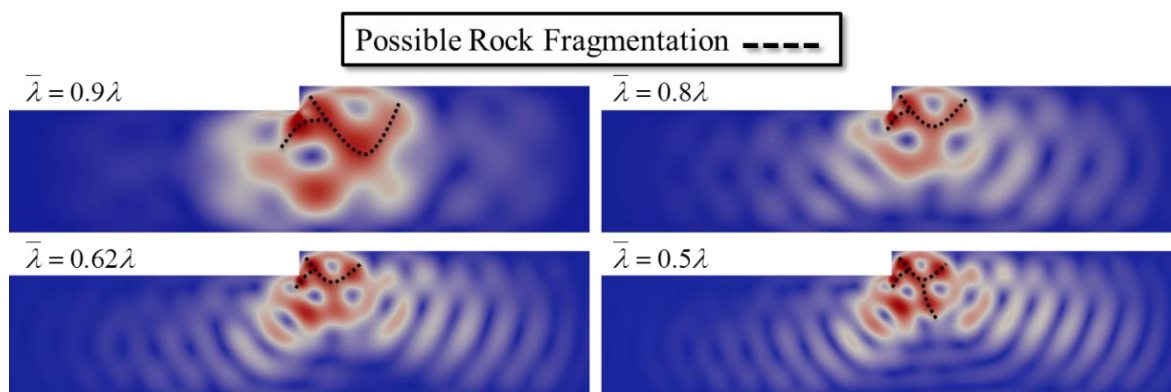 Possible Rock Fragmentation
λ̅ = 0.9λ
λ̅ = 0.8λ
λ̅ = 0.62λ
λ̅ = 0.5λ